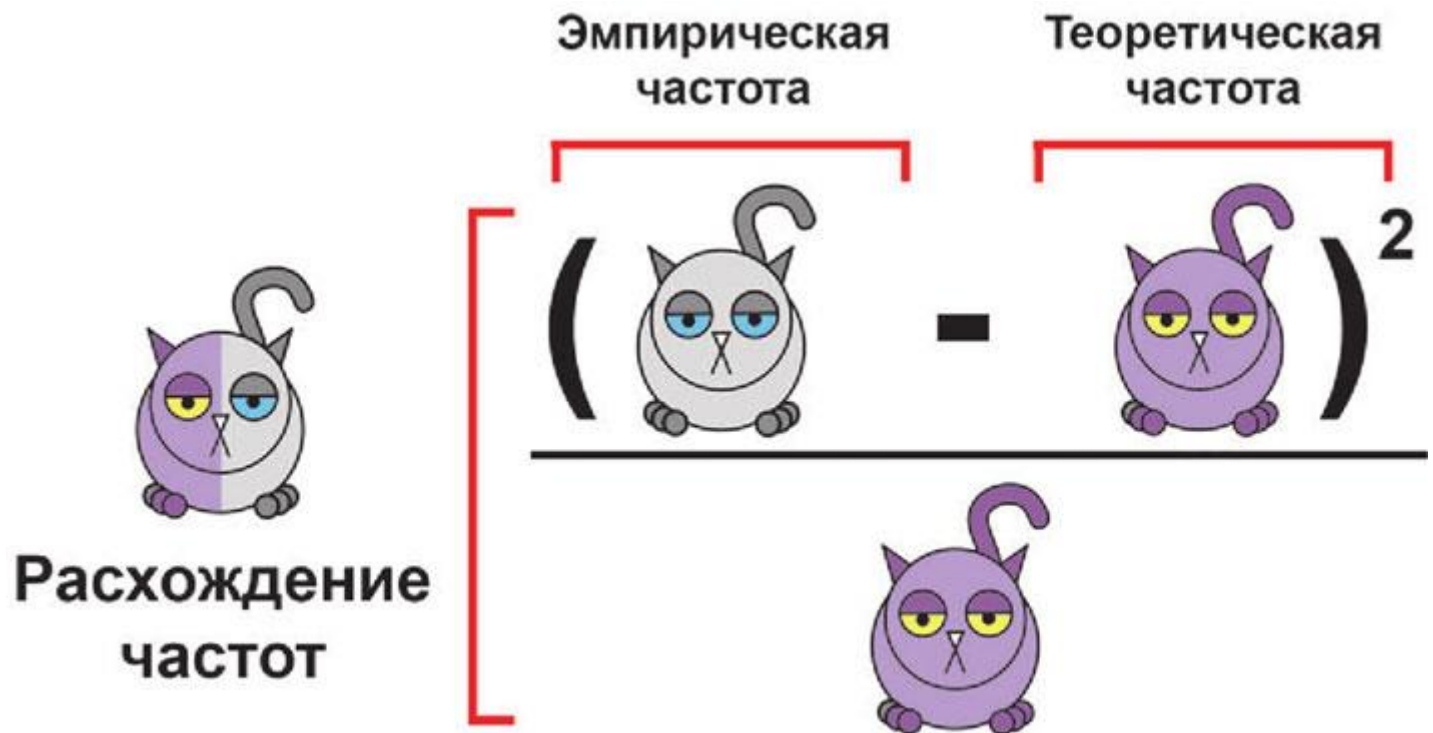 Эмпирическая
частота
Теоретическая
частота
( - )2
Расхождение
частот